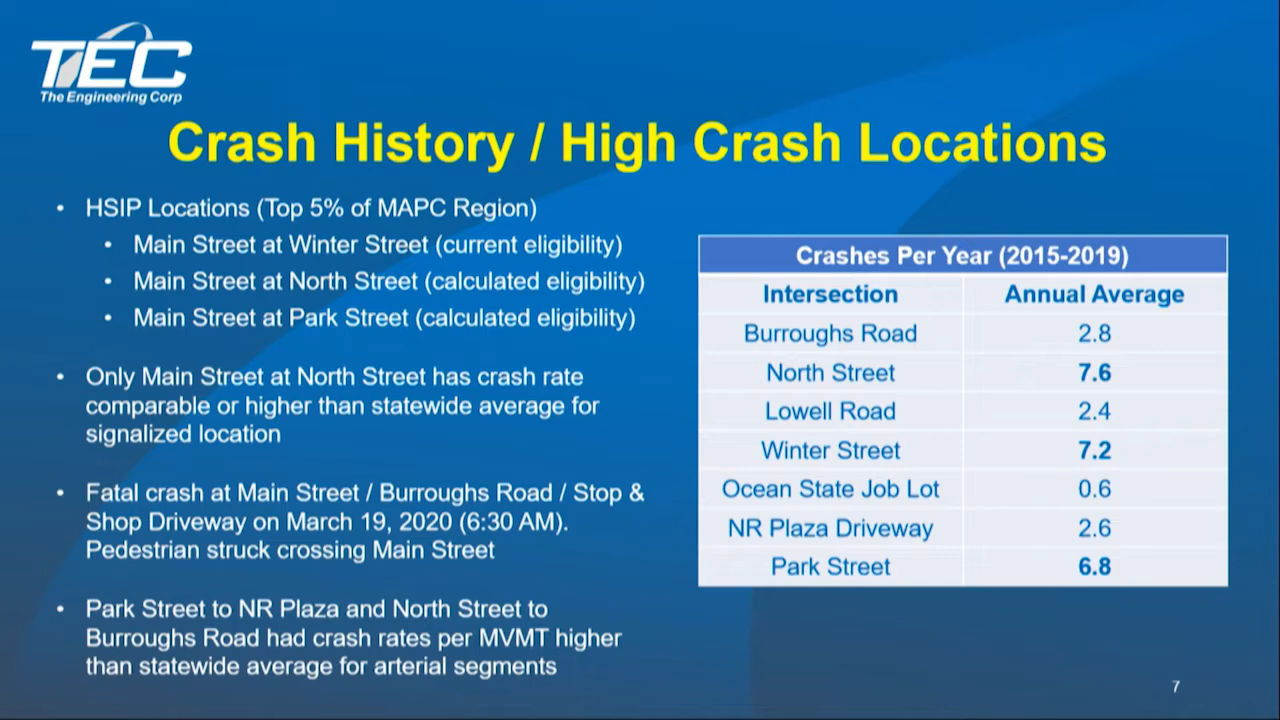 TEC
The Engineering Corp
Crash History / High Crash Locations
• HSIP Locations (Top 5% of MAPC Region)
• Main Street at Winter Street (current eligibility)
• Main Street at North Street (calculated eligibility)
• Main Street at Park Street (calculated eligibility)
• Only Main Street at North Street has crash rate
comparable or higher than statewide average for
signalized location
• Fatal crash at Main Street / Burroughs Road / Stop &
Shop Driveway on March 19, 2020 (6:30 AM).
Pedestrian struck crossing Main Street
• Park Street to NR Plaza and North Street to
Burroughs Road had crash rates per MVMT higher
than statewide average for arterial segments
Crashes Per Year (2015-2019)
Intersection Annual Average
Burroughs Road 2.8
North Street 7.6
Lowell Road 2.4
Winter Street 7.2
Ocean State Job Lot 0.6
NR Plaza Driveway 2.6
Park Street 6.8
7